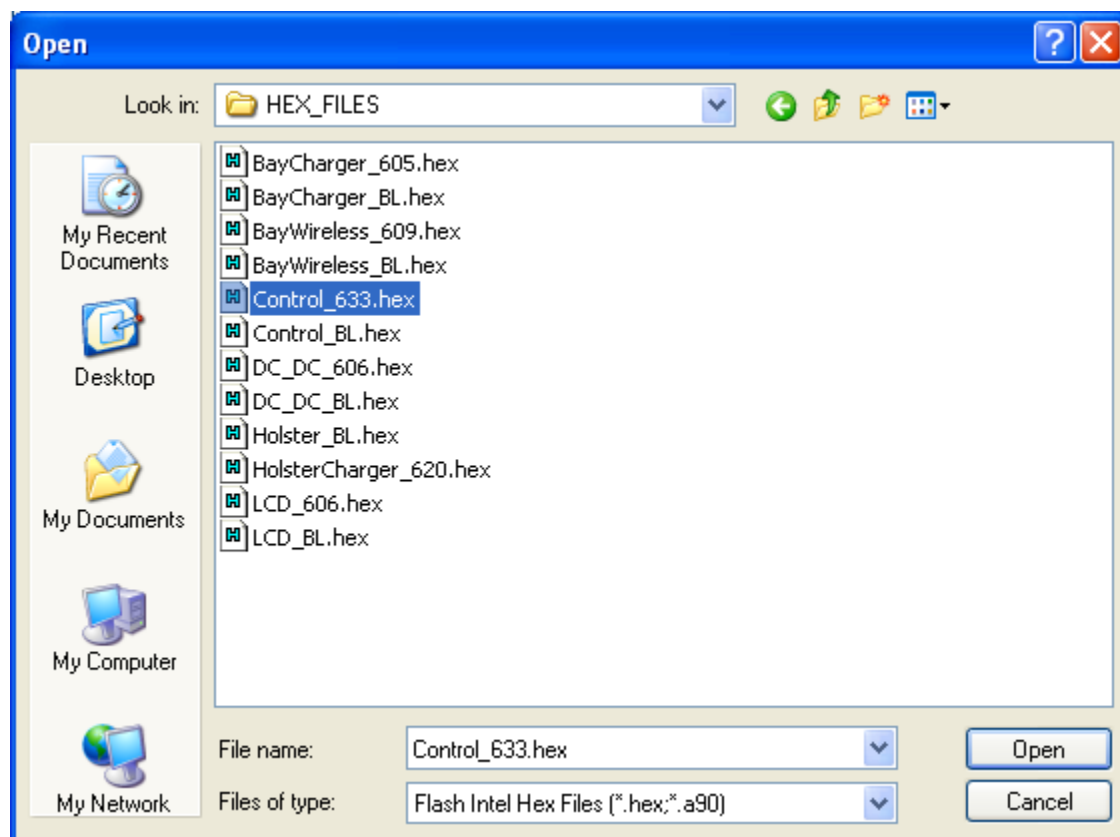 Open
Look in: HEX_FILES
My Recent
Documents
Desktop
My Documents
My Computer
My Network
BayCharger_605.hex
BayCharger_BL.hex
BayWireless_609.hex
BayWireless_BL.hex
Control_633.hex
Control_BL.hex
DC_DC_606.hex
DC_DC_BL.hex
Holster_BL.hex
HolsterCharger_620.hex
LCD_606.hex
LCD_BL.hex
File name: Control_633.hex Open
Files of type: Flash Intel Hex Files (*.hex;*.a90) Cancel